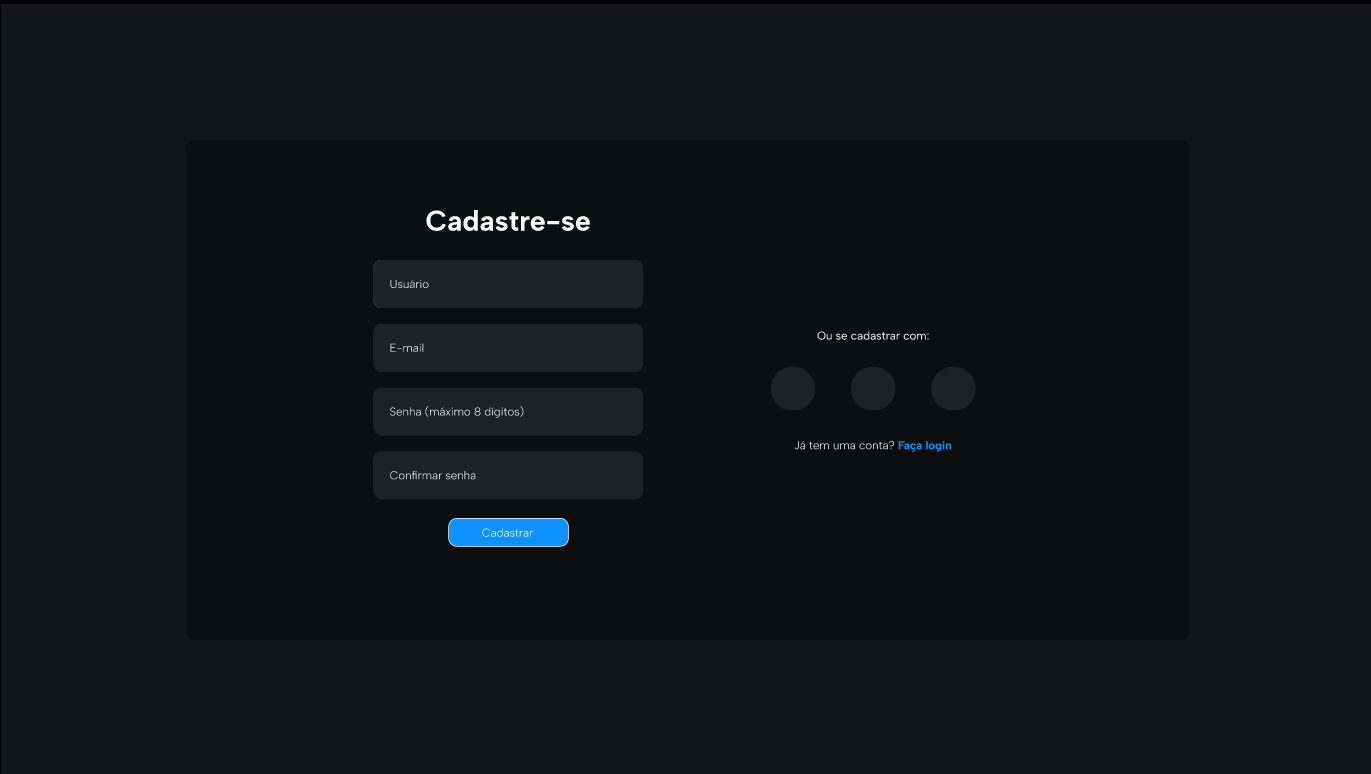 Cadastre-se
Usuário
E-mail
Senha (máximo 8 dígitos)
Confirmar senha
Cadastrar
Ou se cadastrar com:
Já tem uma conta? Faça login